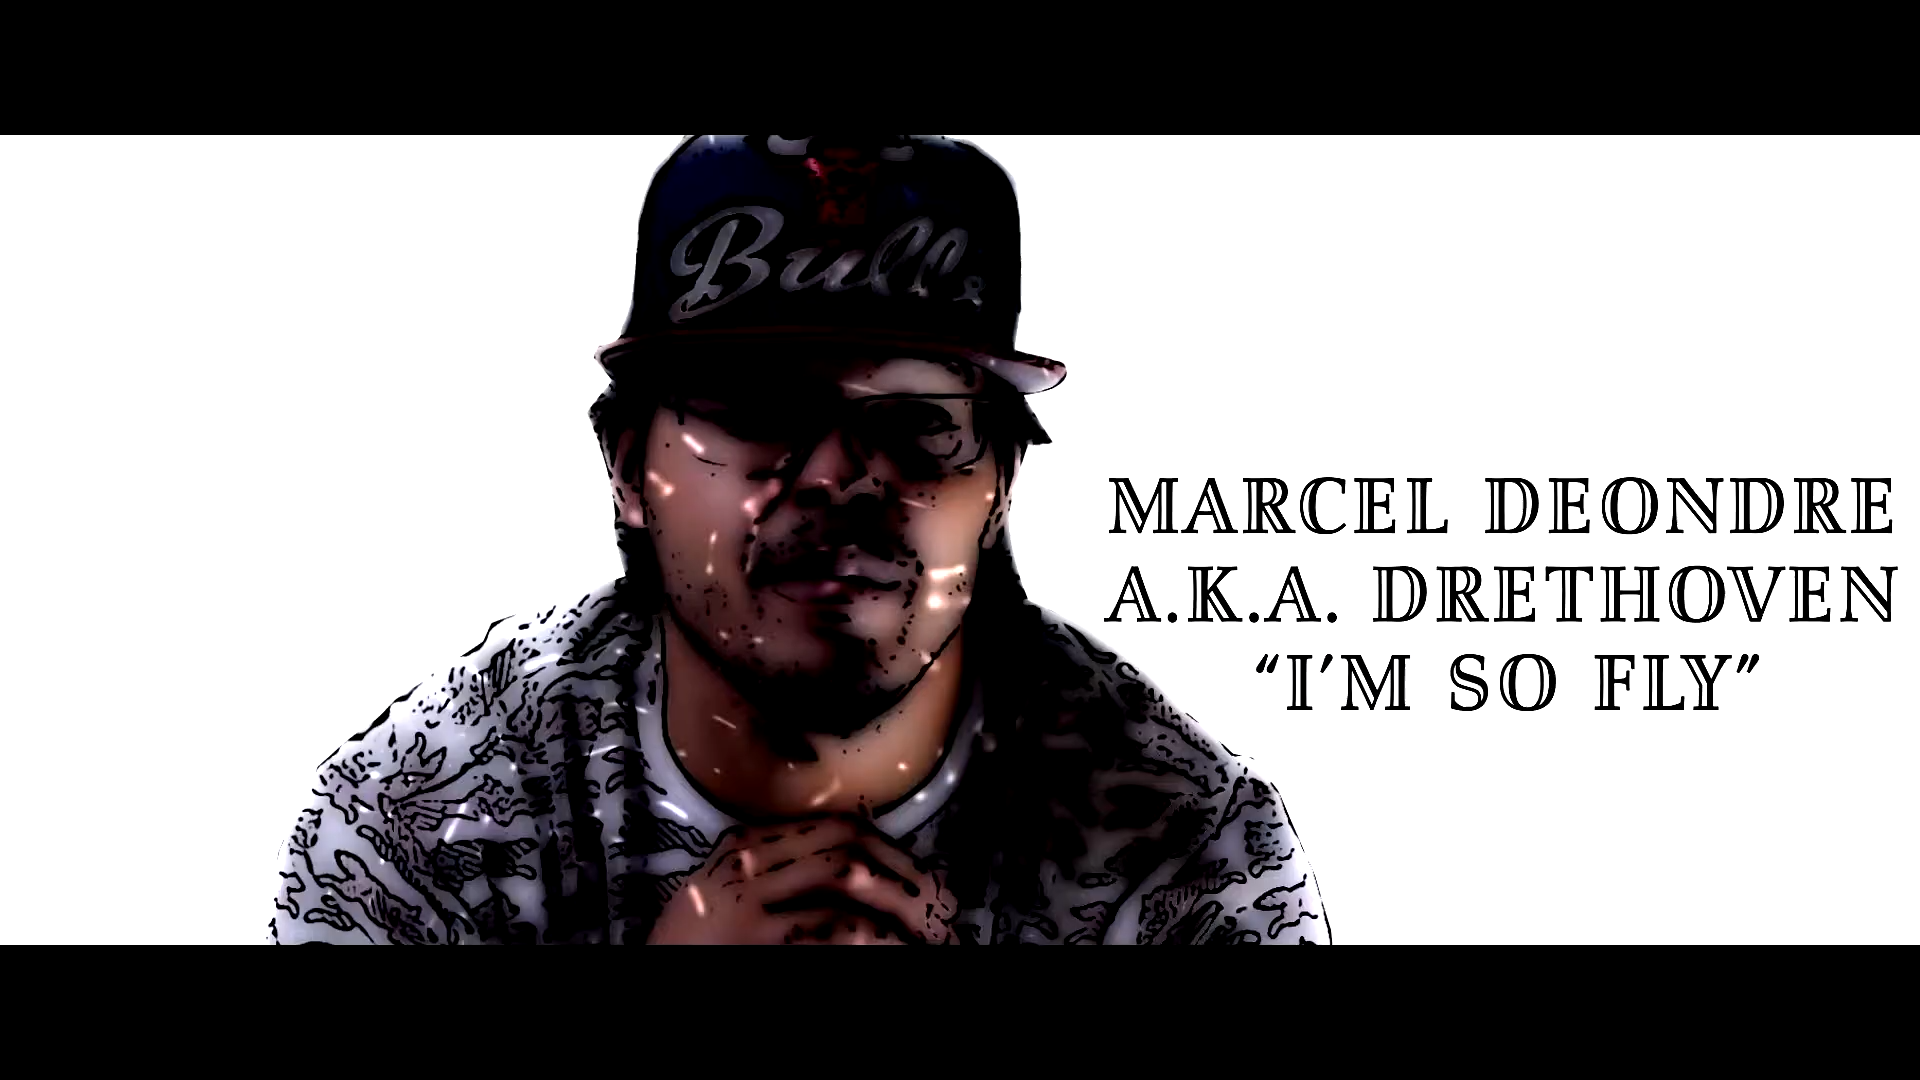 Bulls
MARCEL DEONDRE
A.K.A. DRETHOVEN
“I’M SO FLY”